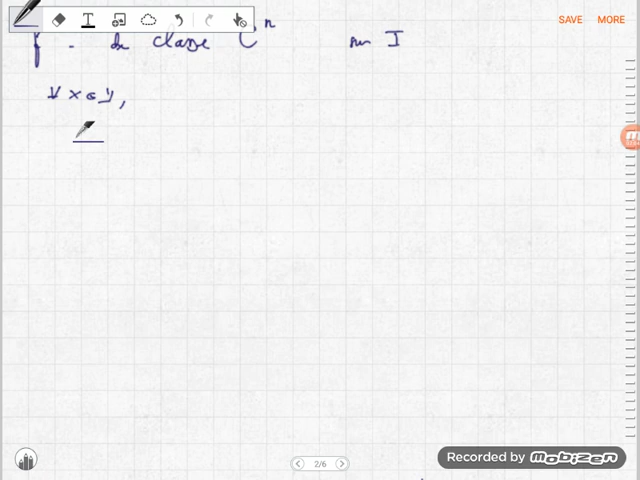 SAVE MORE
f . de classe C^n sur I
∀ x ∈ J,
2/6
Recorded by MOBIZEN